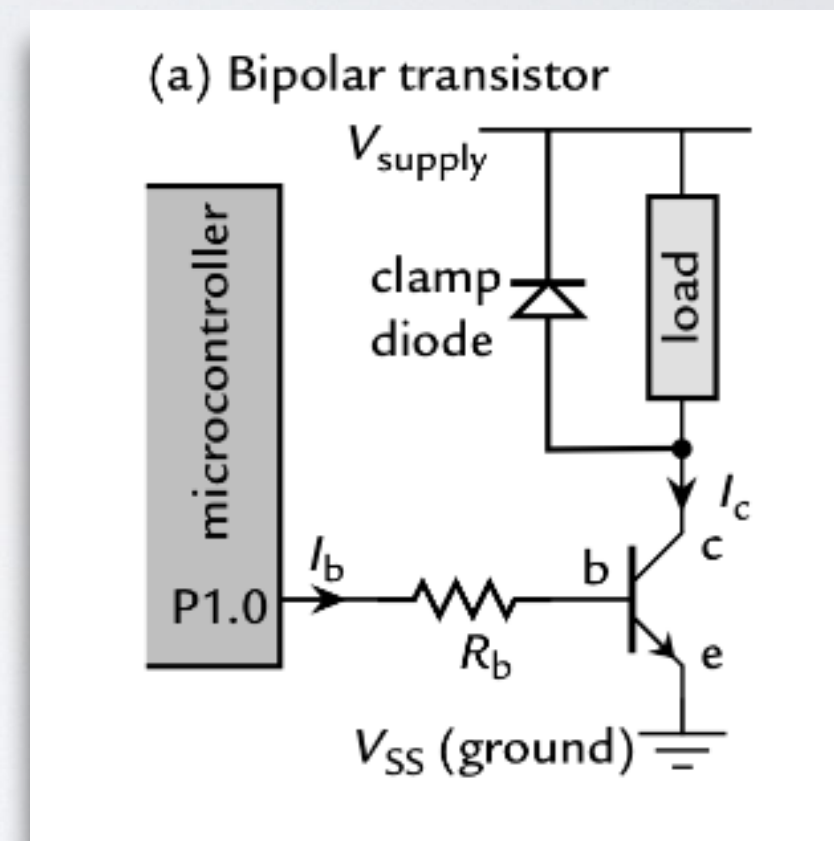 (a) Bipolar transistor
Vsupply
microcontroller
clamp
diode
load
Ic
Ib
b
c
P1.0
Rb
e
VSS (ground)